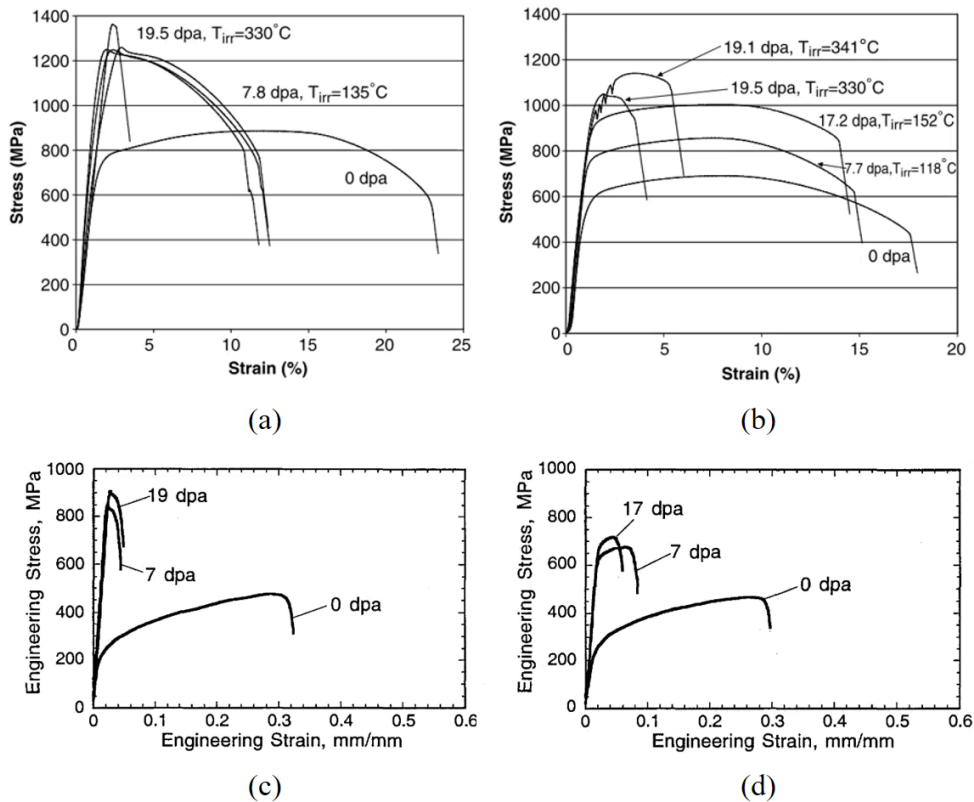 1400
1200
1000
800
600
400
200
0
Stress (MPa)
19.5 dpa, Tirr=330°C
7.8 dpa, Tirr=135°C
0 dpa
0 5 10 15 20 25
Strain (%)
(a)
1400
1200
1000
800
600
400
200
0
Stress (MPa)
19.1 dpa, Tirr=341°C
19.5 dpa, Tirr=330°C
17.2 dpa,Tirr=152°C
7.7 dpa,Tirr=118°C
0 dpa
0 5 10 15 20
Strain (%)
(b)
1000
800
600
400
200
0
Engineering Stress, MPa
19 dpa
7 dpa
0 dpa
0 0.1 0.2 0.3 0.4 0.5 0.6
Engineering Strain, mm/mm
(c)
1000
800
600
400
200
0
Engineering Stress, MPa
17 dpa
7 dpa
0 dpa
0 0.1 0.2 0.3 0.4 0.5 0.6
Engineering Strain, mm/mm
(d)